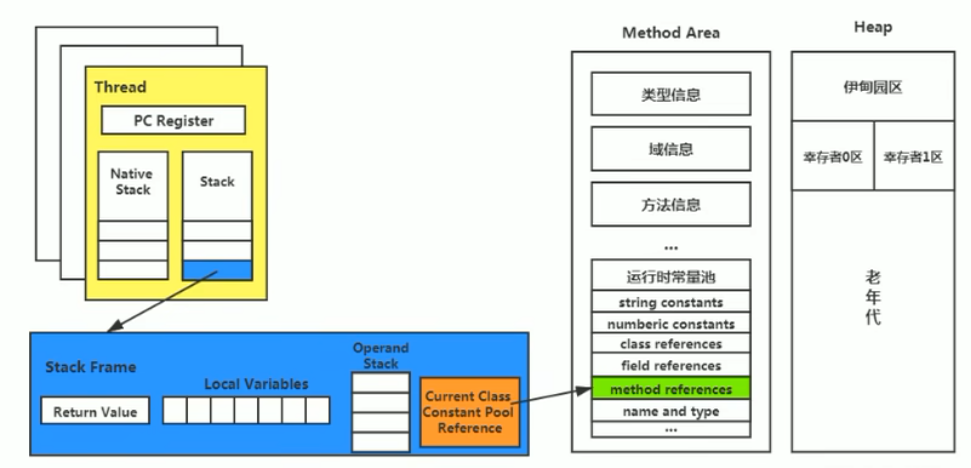 Thread
PC Register
Native
Stack
Stack
Stack Frame
Return Value
Local Variables
Operand
Stack
Current Class
Constant Pool
Reference
Method Area
类型信息
域信息
方法信息
...
运行时常量池
string constants
numberic constants
class references
field references
method references
name and type
...
Heap
伊甸园区
幸存者0区
幸存者1区
老
年
代